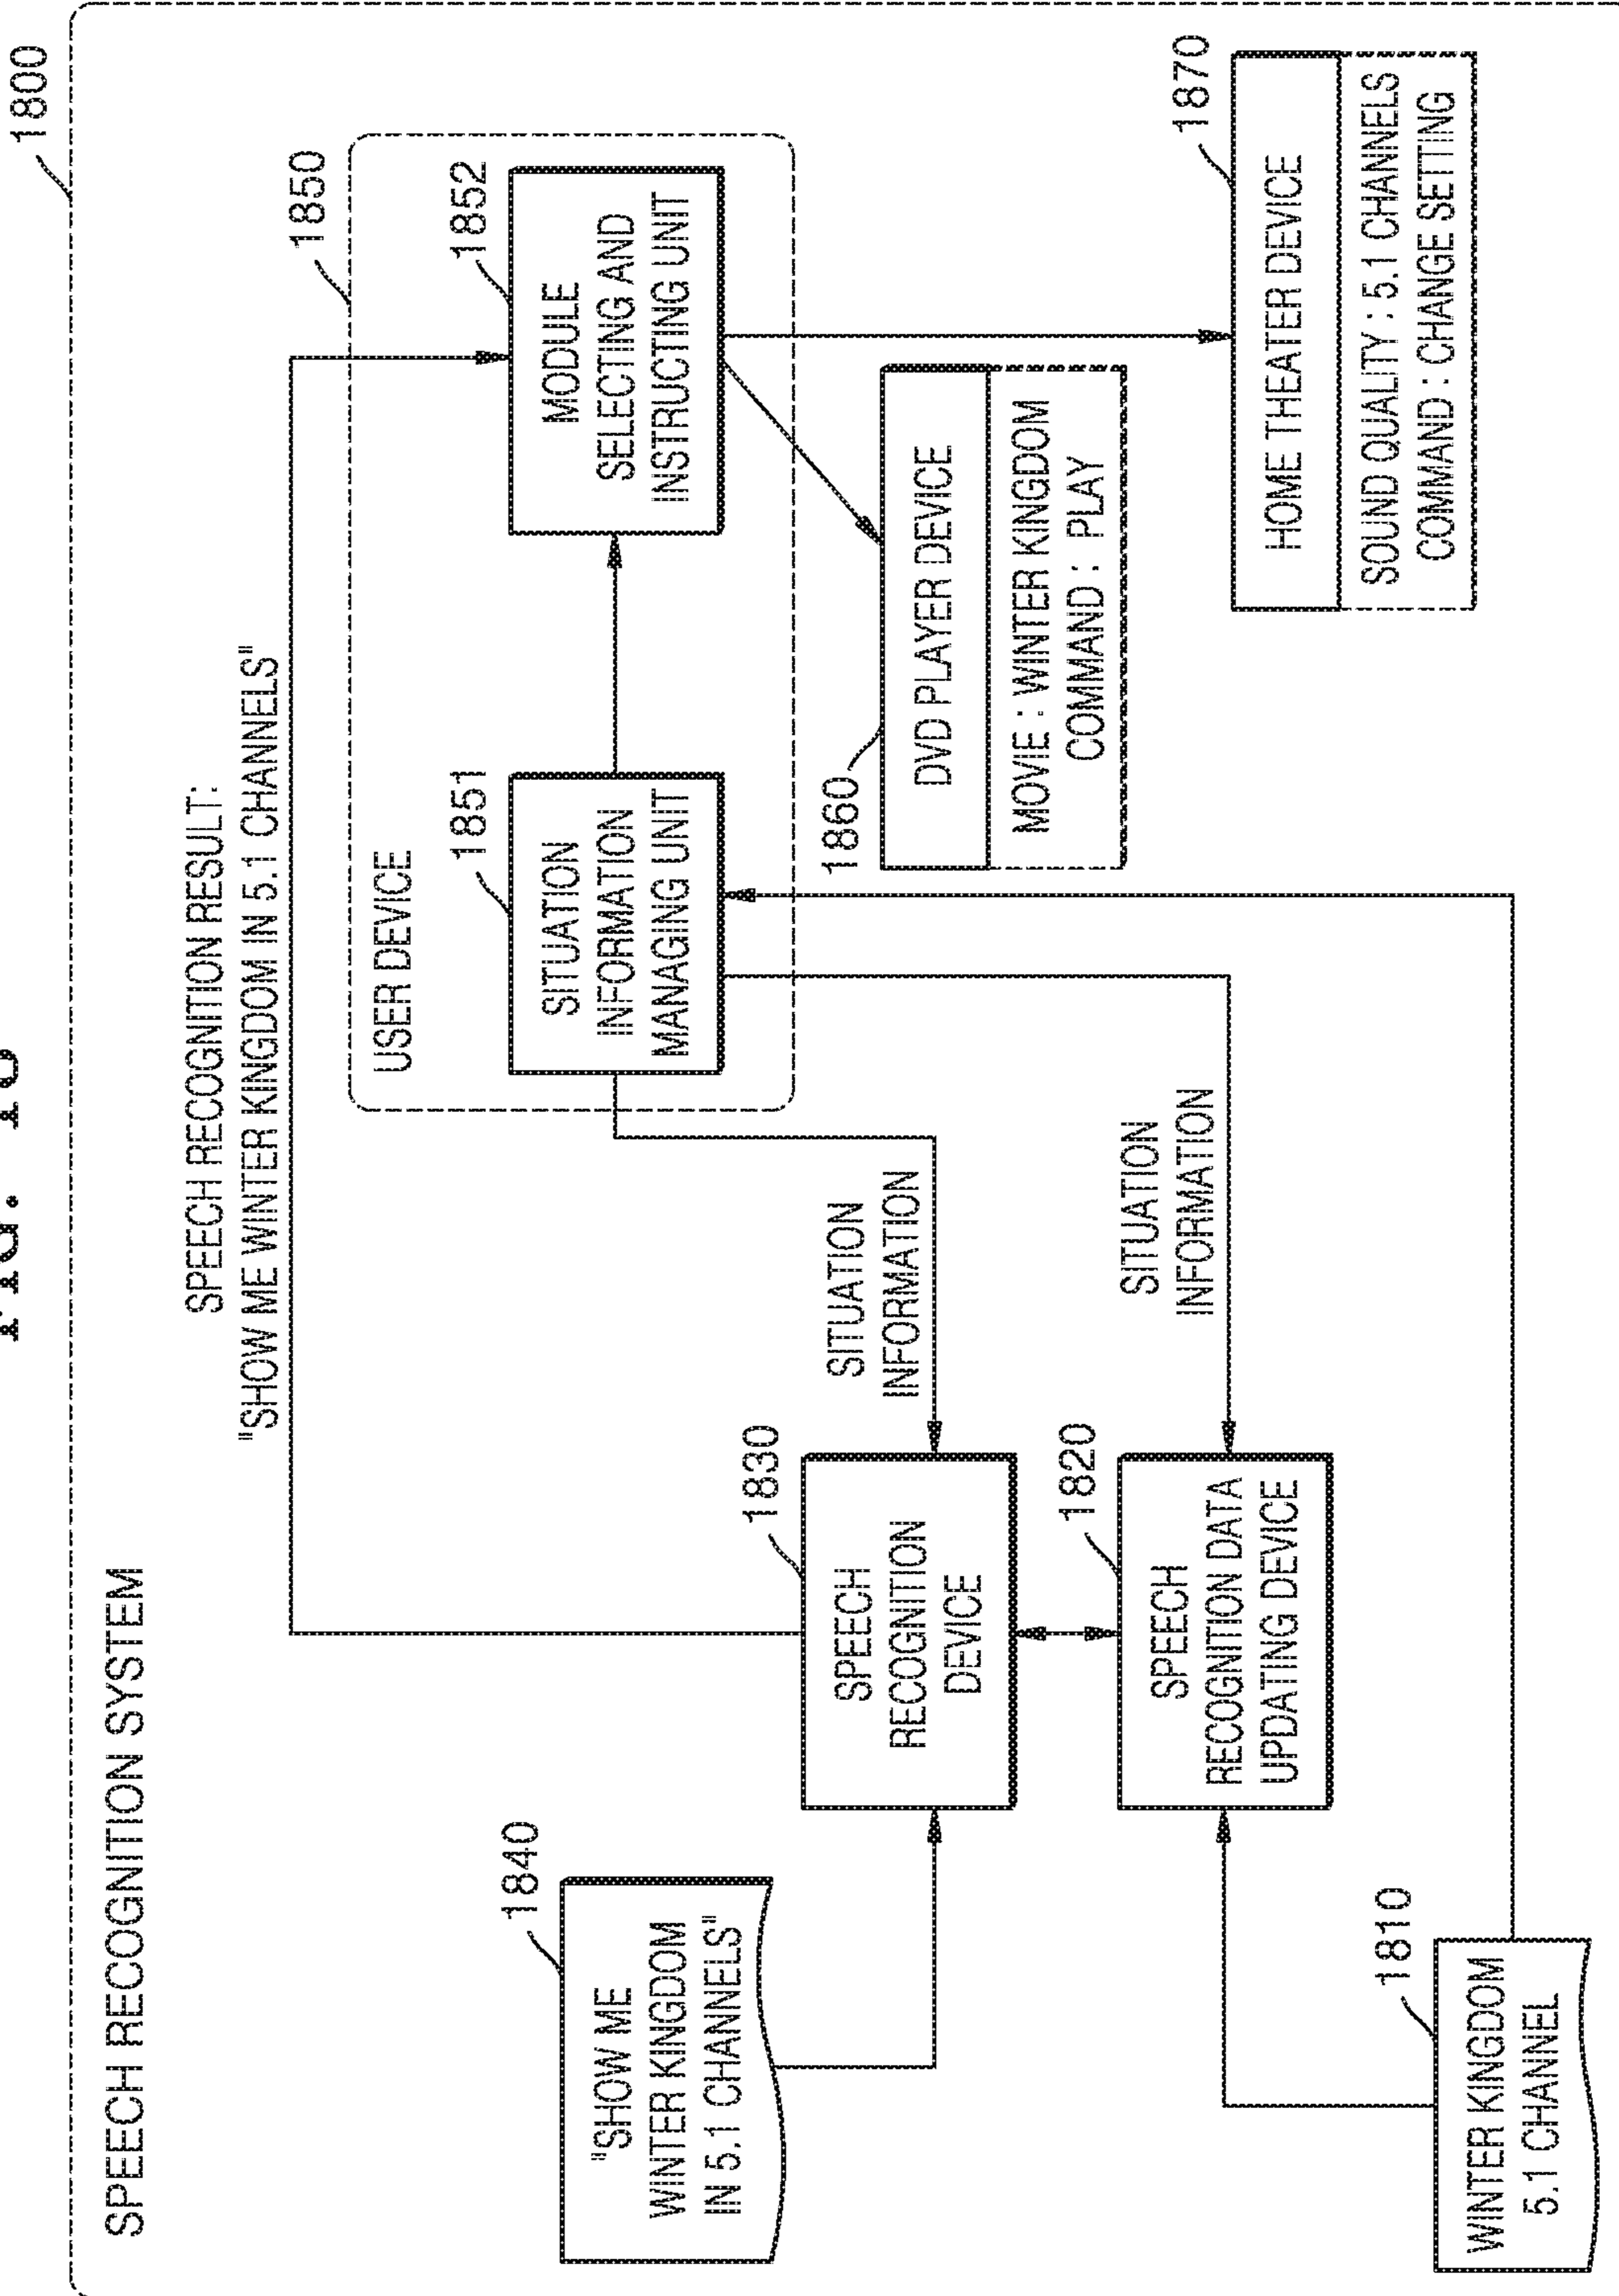 FIG. 18
1800
SPEECH RECOGNITION SYSTEM
SPEECH RECOGNITION RESULT:
"SHOW ME WINTER KINGDOM IN 5.1 CHANNELS"
1850
USER DEVICE
1851
SITUATION
INFORMATION
MANAGING UNIT
1852
MODULE
SELECTING AND
INSTRUCTING UNIT
1840
"SHOW ME
WINTER KINGDOM
IN 5.1 CHANNELS"
1830
SPEECH
RECOGNITION
DEVICE
SITUATION
INFORMATION
1860
DVD PLAYER DEVICE
MOVIE : WINTER KINGDOM
COMMAND : PLAY
1820
SPEECH
RECOGNITION DATA
UPDATING DEVICE
SITUATION
INFORMATION
1870
HOME THEATER DEVICE
SOUND QUALITY : 5.1 CHANNELS
COMMAND : CHANGE SETTING
1810
WINTER KINGDOM
5.1 CHANNEL